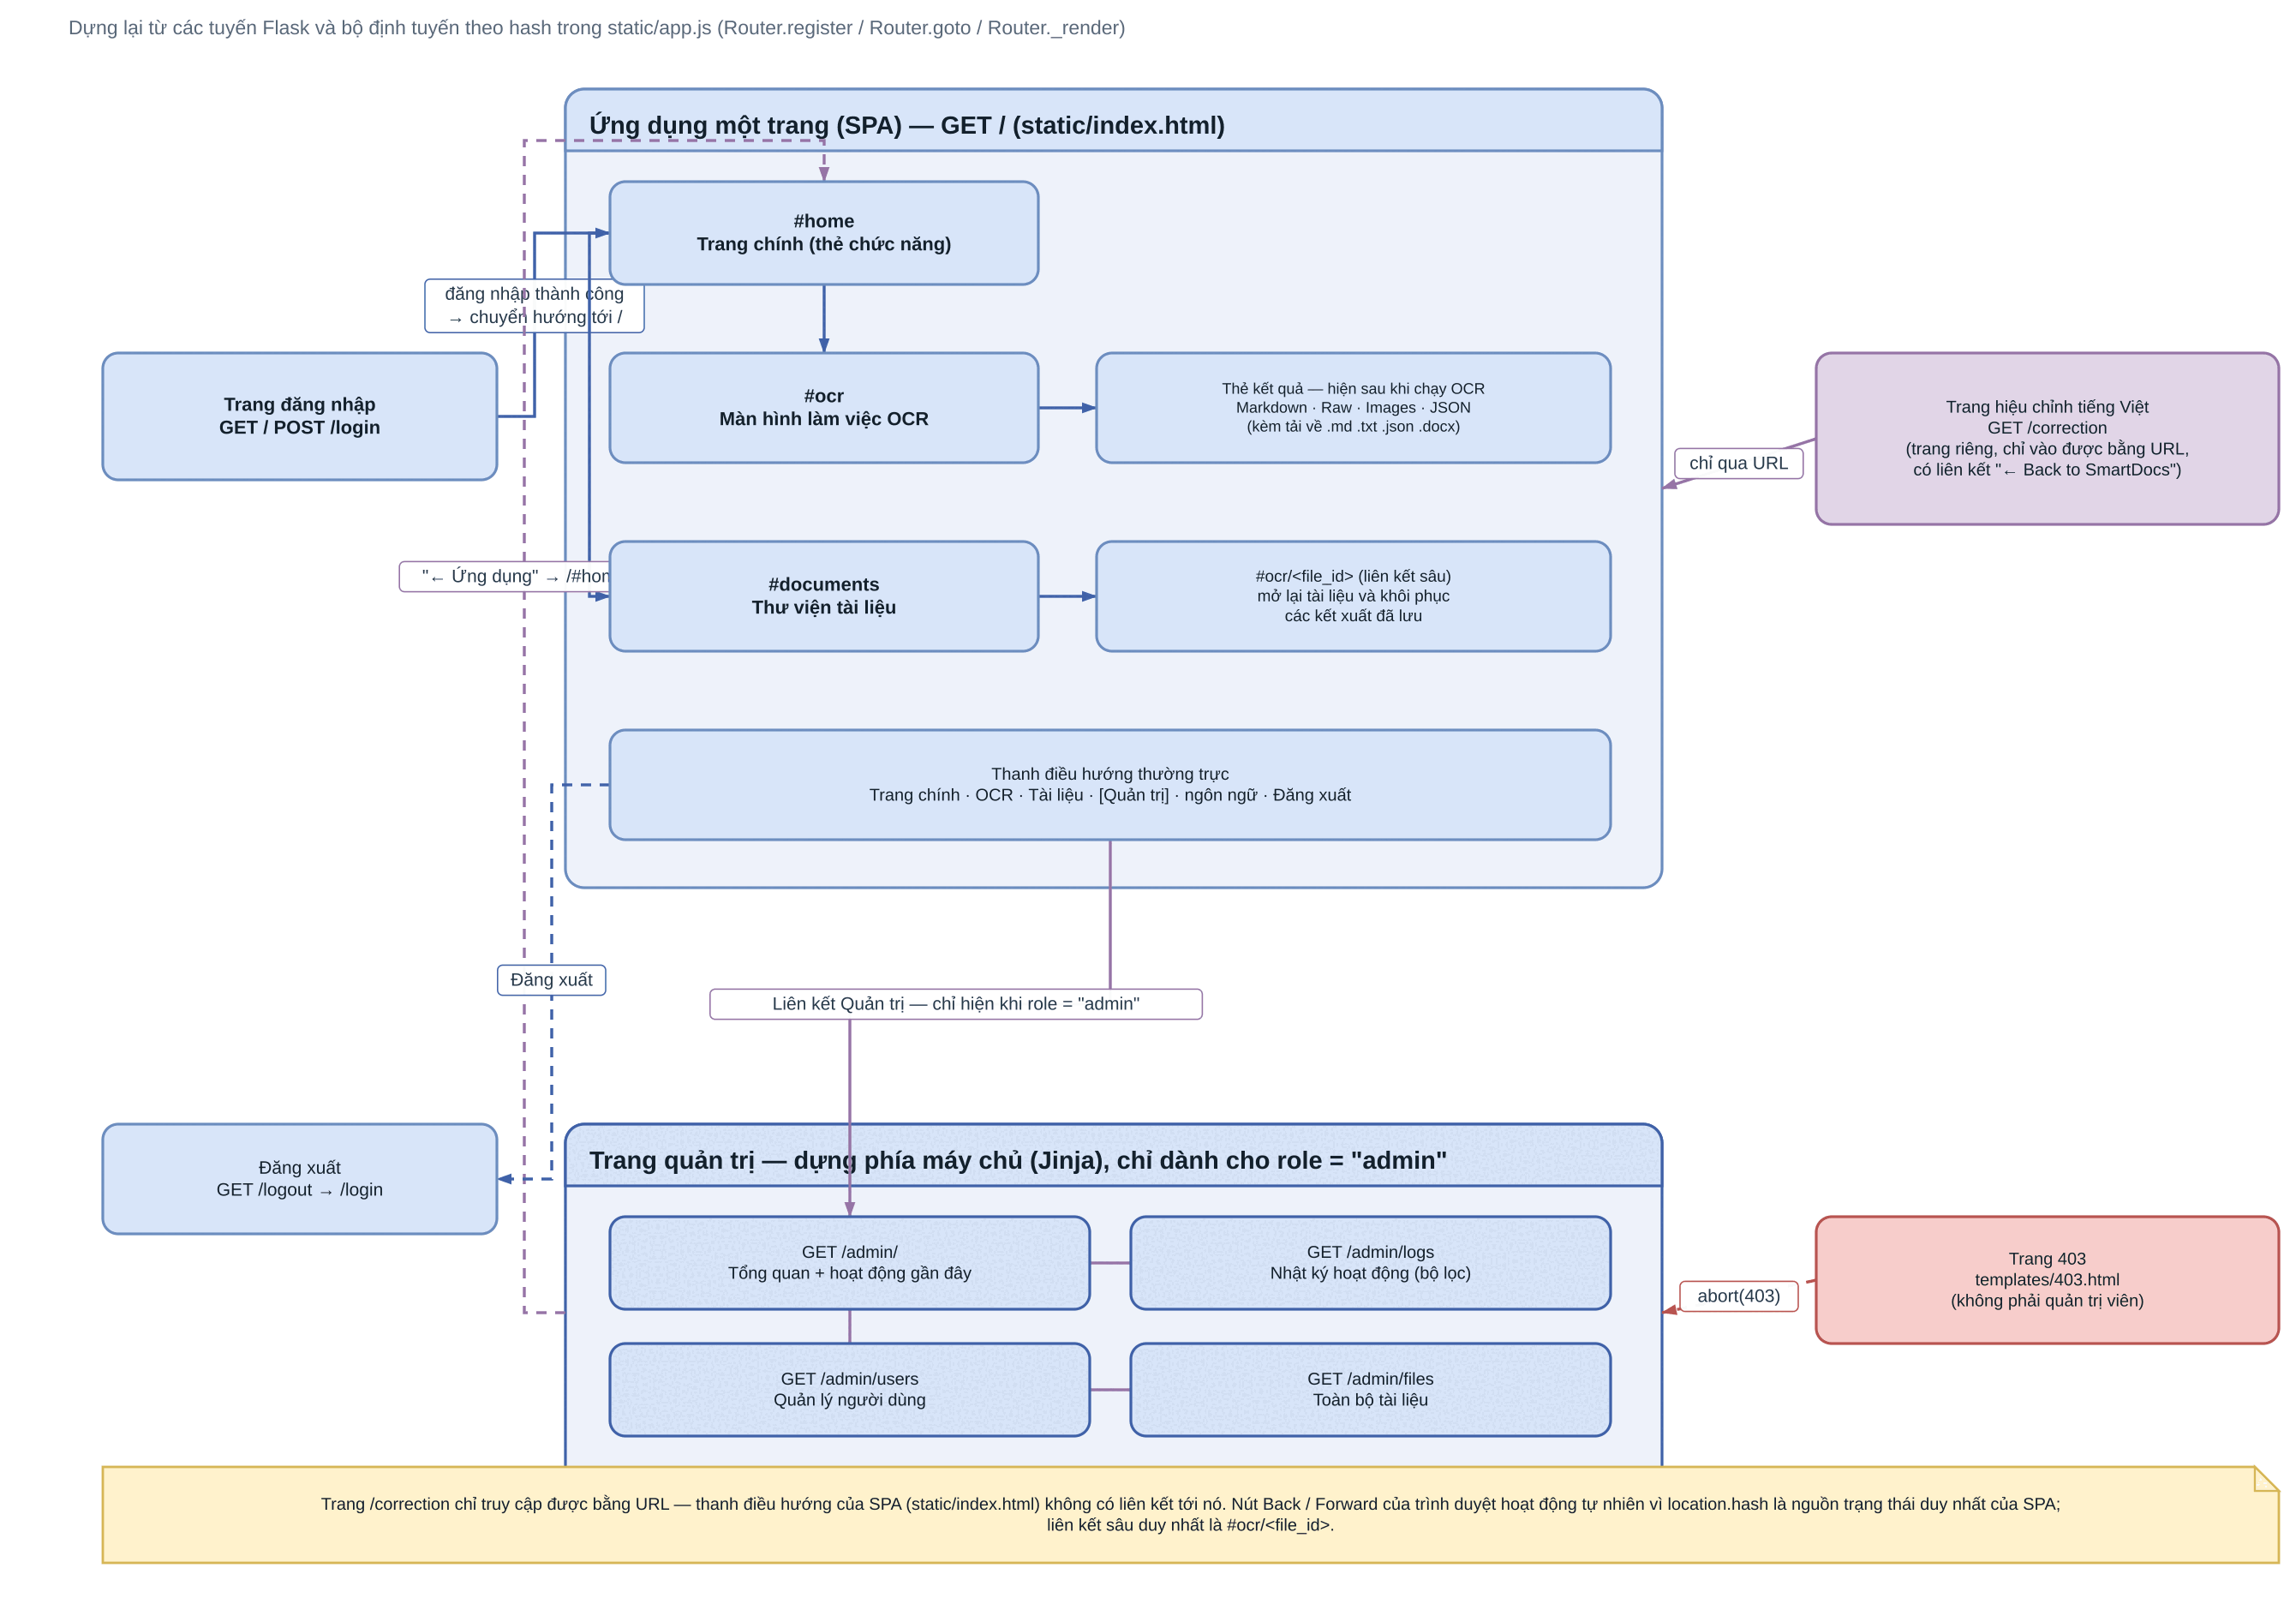 Dựng lại từ các tuyến Flask và bộ định tuyến theo hash trong static/app.js (Router.register / Router.goto / Router._render)
Ứng dụng một trang (SPA) — GET / (static/index.html)
#home
Trang chính (thẻ chức năng)
đăng nhập thành công
→ chuyển hướng tới /
Trang đăng nhập
GET / POST /login
#ocr
Màn hình làm việc OCR
Thẻ kết quả — hiện sau khi chạy OCR
Markdown · Raw · Images · JSON
(kèm tải về .md .txt .json .docx)
Trang hiệu chỉnh tiếng Việt
GET /correction
(trang riêng, chỉ vào được bằng URL,
có liên kết "← Back to SmartDocs")
chỉ qua URL
"← Ứng dụng" → /#hom
#documents
Thư viện tài liệu
#ocr/<file_id> (liên kết sâu)
mở lại tài liệu và khôi phục
các kết xuất đã lưu
Thanh điều hướng thường trực
Trang chính · OCR · Tài liệu · [Quản trị] · ngôn ngữ · Đăng xuất
Đăng xuất
Liên kết Quản trị — chỉ hiện khi role = "admin"
Đăng xuất
GET /logout → /login
Trang quản trị — dựng phía máy chủ (Jinja), chỉ dành cho role = "admin"
GET /admin/
Tổng quan + hoạt động gần đây
GET /admin/logs
Nhật ký hoạt động (bộ lọc)
Trang 403
templates/403.html
(không phải quản trị viên)
abort(403)
GET /admin/users
Quản lý người dùng
GET /admin/files
Toàn bộ tài liệu
Trang /correction chỉ truy cập được bằng URL — thanh điều hướng của SPA (static/index.html) không có liên kết tới nó. Nút Back / Forward của trình duyệt hoạt động tự nhiên vì location.hash là nguồn trạng thái duy nhất của SPA;
liên kết sâu duy nhất là #ocr/<file_id>.